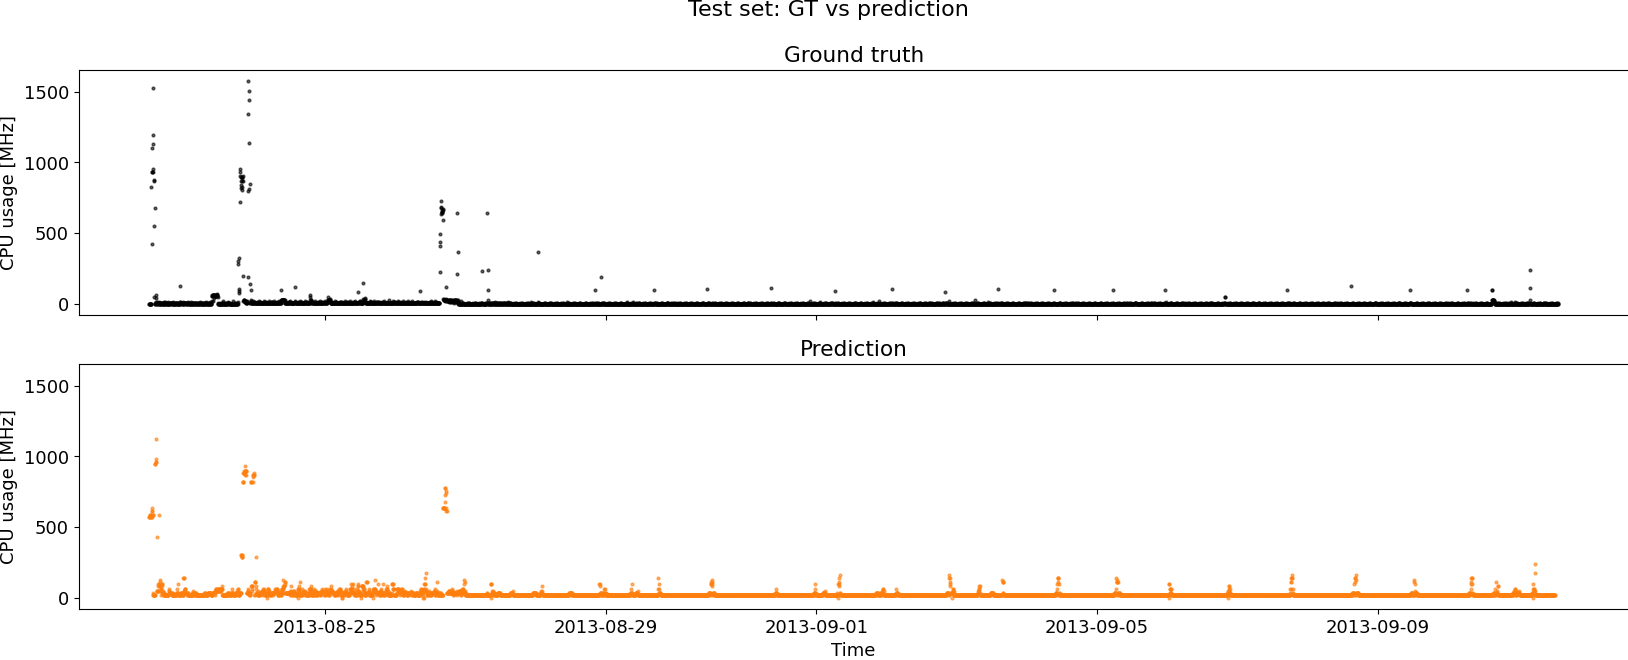 Test set: GT vs prediction
Ground truth
CPU usage [MHz]
1500
1000
500
0
Prediction
CPU usage [MHz]
1500
1000
500
0
2013-08-25
2013-08-29
2013-09-01
2013-09-05
2013-09-09
Time